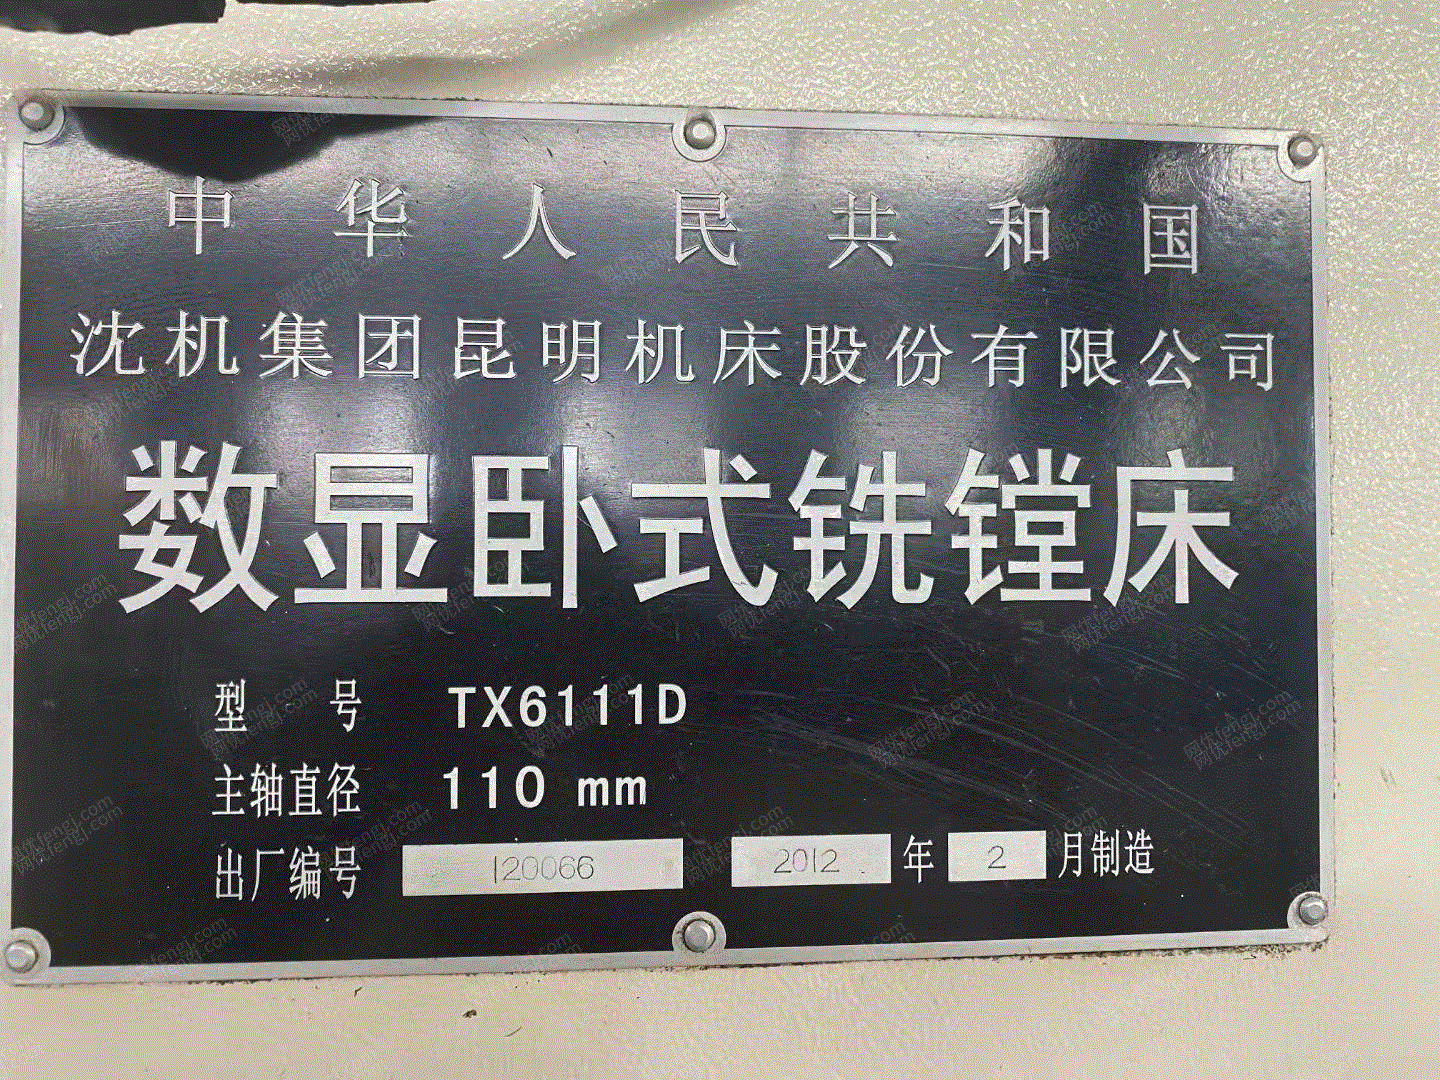 中华人民共和国
沈机集团昆明机床股份有限公司
数显卧式铣镗床
型 号 TX6111D
主轴直径 110 mm
出厂编号 120066 2012 年 2 月制造